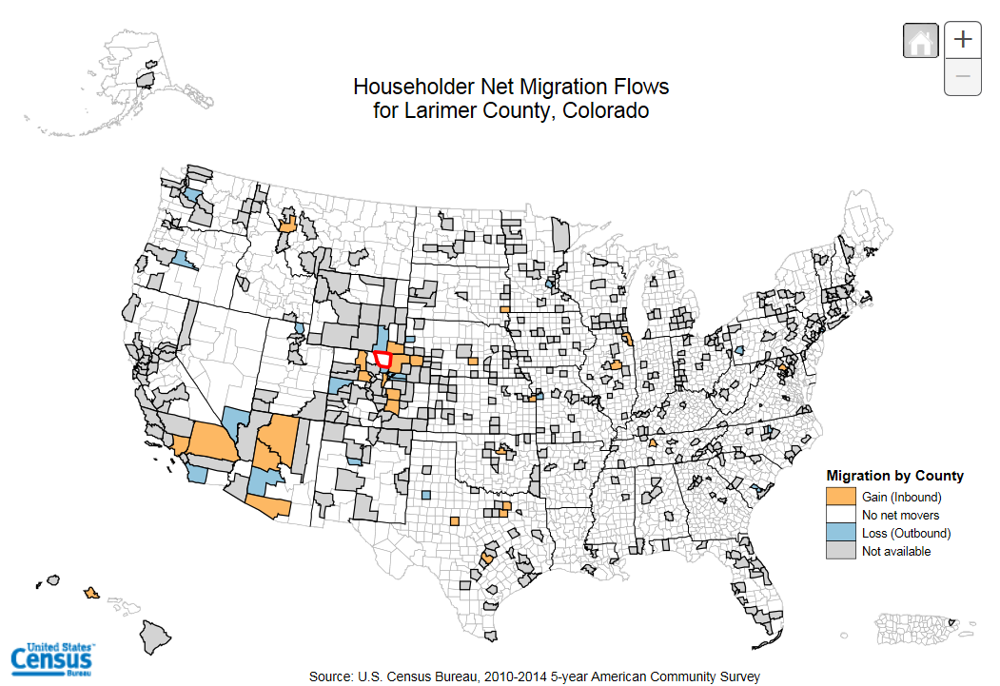 +
−
Householder Net Migration Flows
for Larimer County, Colorado
Migration by County
Gain (Inbound)
No net movers
Loss (Outbound)
Not available
United States™
Census
Bureau
Source: U.S. Census Bureau, 2010-2014 5-year American Community Survey